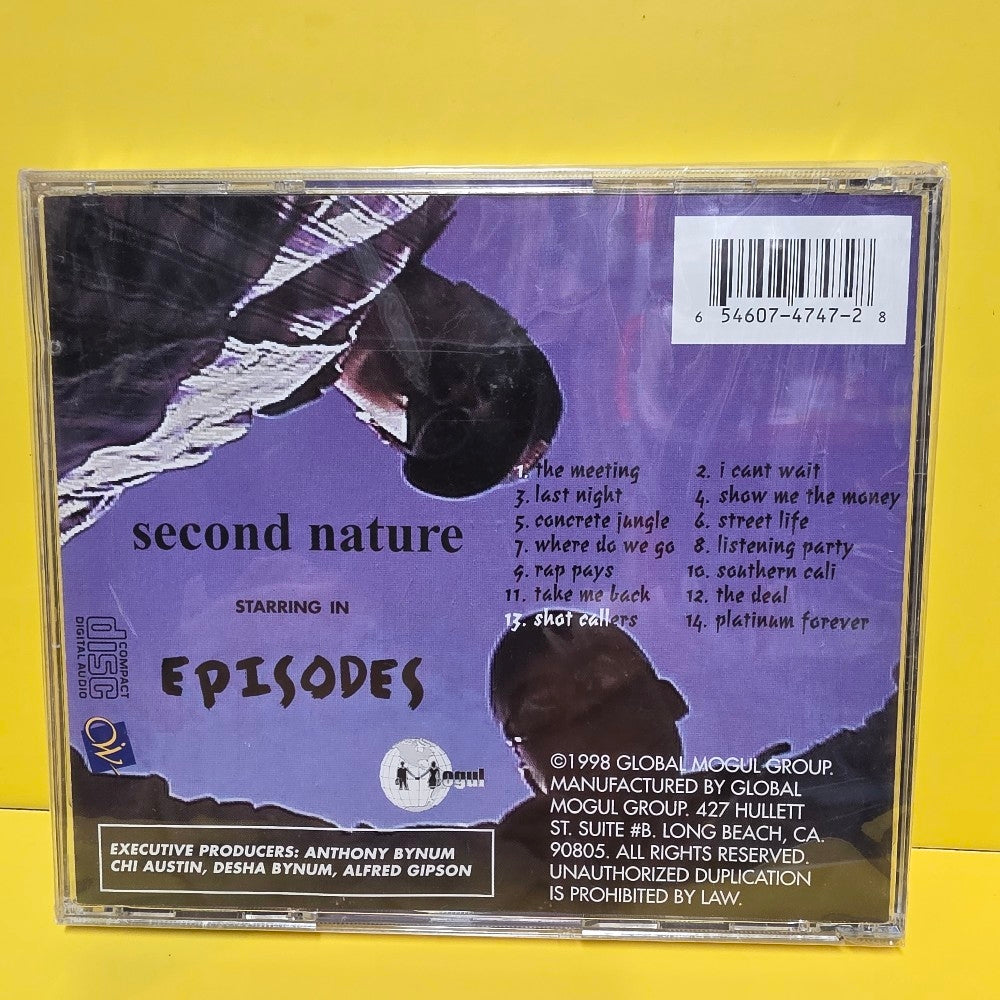 6 54607-4747-2 8
1. the meeting
2. i cant wait
3. last night
4. show me the money
5. concrete jungle
6. street life
7. where do we go
8. listening party
9. rap pays
10. southern cali
11. take me back
12. the deal
13. shot callers
14. platinum forever
second nature
STARRING IN
EPISODES
COMPACT
disc
DIGITAL AUDIO
ogul
EXECUTIVE PRODUCERS: ANTHONY BYNUM
CHI AUSTIN, DESHA BYNUM, ALFRED GIPSON
©1998 GLOBAL MOGUL GROUP.
MANUFACTURED BY GLOBAL
MOGUL GROUP. 427 HULLETT
ST. SUITE #B. LONG BEACH, CA.
90805. ALL RIGHTS RESERVED.
UNAUTHORIZED DUPLICATION
IS PROHIBITED BY LAW.